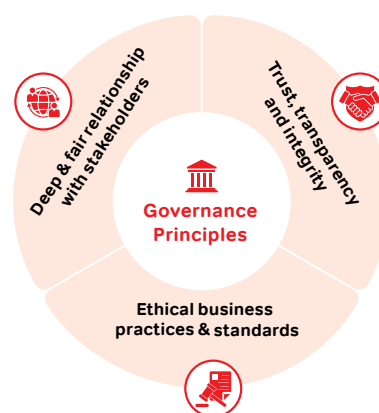 Deep & fair relationship
with stakeholders
Trust, transparency
and integrity
Governance
Principles
Ethical business
practices & standards